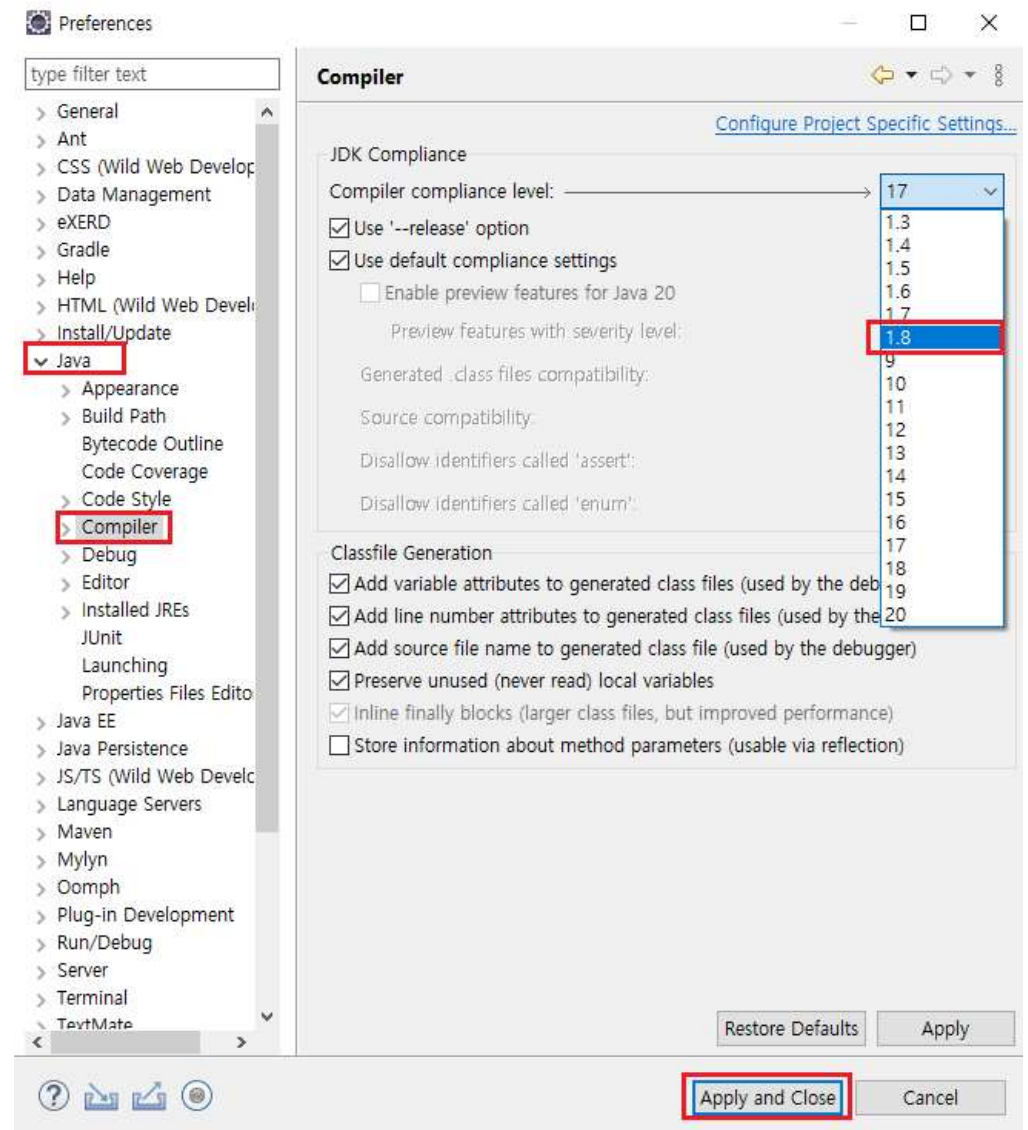 Preferences
type filter text
General
Ant
CSS (Wild Web Develop
Data Management
eXERD
Gradle
Help
HTML (Wild Web Develo
Install/Update
Java
Appearance
Build Path
Bytecode Outline
Code Coverage
Code Style
Compiler
Debug
Editor
Installed JREs
JUnit
Launching
Properties Files Edito
Java EE
Java Persistence
JS/TS (Wild Web Develc
Language Servers
Maven
Mylyn
Oomph
Plug-in Development
Run/Debug
Server
Terminal
TextMate
Compiler
Configure Project Specific Settings...
JDK Compliance
Compiler compliance level: 17
Use '--release' option
Use default compliance settings
Enable preview features for Java 20
Preview features with severity level:
Generated .class files compatibility:
Source compatibility:
Disallow identifiers called 'assert':
Disallow identifiers called 'enum':
1.3
1.4
1.5
1.6
1.7
1.8
9
10
11
12
13
14
15
16
17
18
19
20
Classfile Generation
Add variable attributes to generated class files (used by the deb
Add line number attributes to generated class files (used by the
Add source file name to generated class file (used by the debugger)
Preserve unused (never read) local variables
Inline finally blocks (larger class files, but improved performance)
Store information about method parameters (usable via reflection)
Restore Defaults
Apply
Apply and Close
Cancel